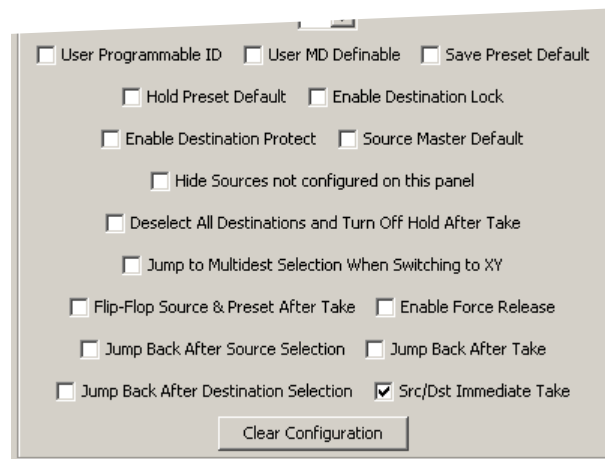 User Programmable ID User MD Definable Save Preset Default
Hold Preset Default Enable Destination Lock
Enable Destination Protect Source Master Default
Hide Sources not configured on this panel
Deselect All Destinations and Turn Off Hold After Take
Jump to Multidest Selection When Switching to XY
Flip-Flop Source & Preset After Take Enable Force Release
Jump Back After Source Selection Jump Back After Take
Jump Back After Destination Selection Src/Dst Immediate Take
Clear Configuration